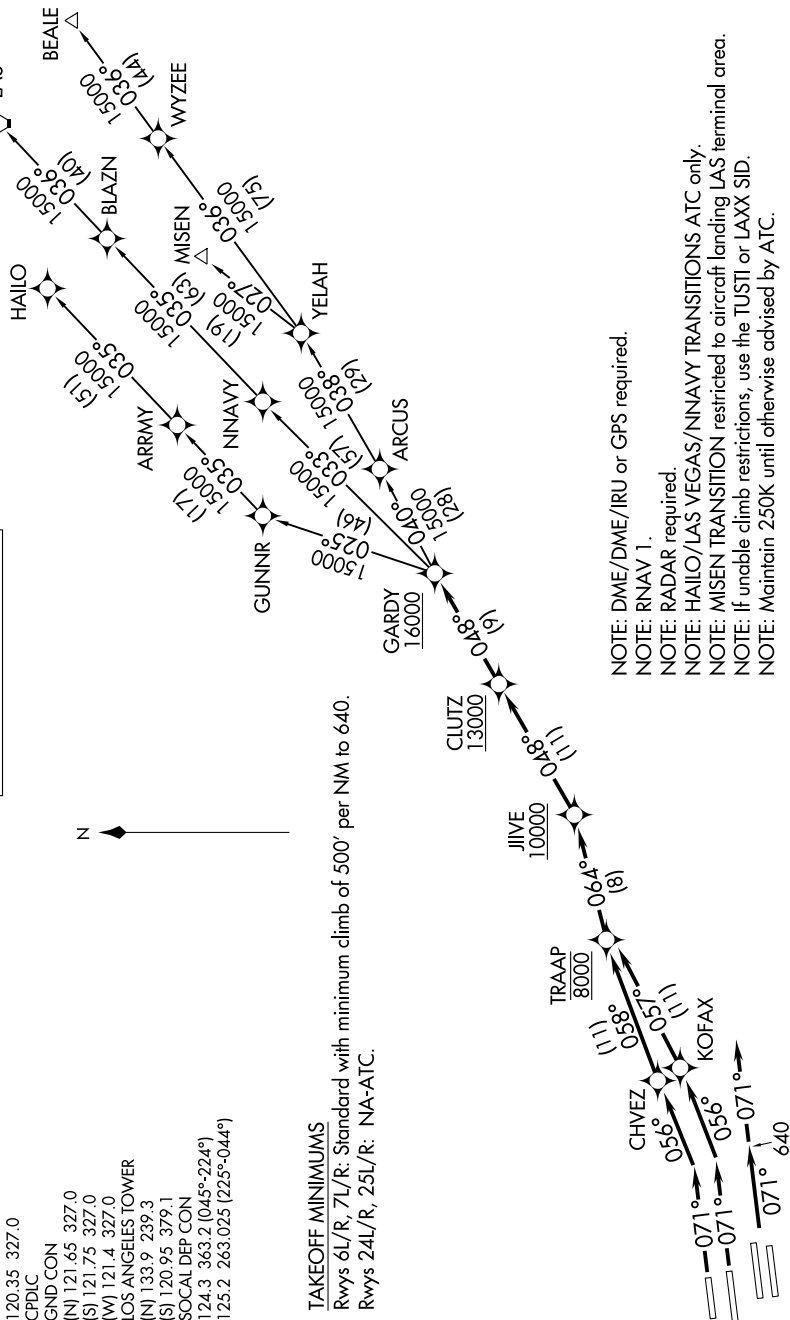 120.35 327.0
CPDLC
GND CON
(N) 121.65 327.0
(S) 121.75 327.0
(W) 121.4 327.0
LOS ANGELES TOWER
(N) 133.9 239.3
(S) 120.95 379.1
SOCAL DEP CON
124.3 363.2 (045°-224°)
125.2 263.025 (225°-044°)
N
TAKEOFF MINIMUMS
Rwys 6L/R, 7L/R: Standard with minimum climb of 500' per NM to 640.
Rwys 24L/R, 25L/R: NA-ATC.
071°
071°
071°
640
071°
056°
056°
CHVEZ
KOFAX
(11)
058°
057°
(11)
TRAAP
8000
064°
(8)
JIIVE
10000
048°
(11)
CLUTZ
13000
048°
(9)
GARDY
16000
15000
025°
(46)
GUNNR
(17)
15000
035°
ARRMY
(51)
15000
035°
HAILO
15000
033°
(57)
NNAVY
15000
035°
(63)
BLAZN
15000
036°
(40)
040°
15000
(28)
ARCUS
15000
038°
(29)
YELAH
(19)
15000
027°
MISEN
15000
036°
(75)
WYZEE
15000
036°
(44)
BEALE
NOTE: DME/DME/IRU or GPS required.
NOTE: RNAV 1.
NOTE: RADAR required.
NOTE: HAILO/LAS VEGAS/NNAVY TRANSITIONS ATC only.
NOTE: MISEN TRANSITION restricted to aircraft landing LAS terminal area.
NOTE: If unable climb restrictions, use the TUSTI or LAXX SID.
NOTE: Maintain 250K until otherwise advised by ATC.